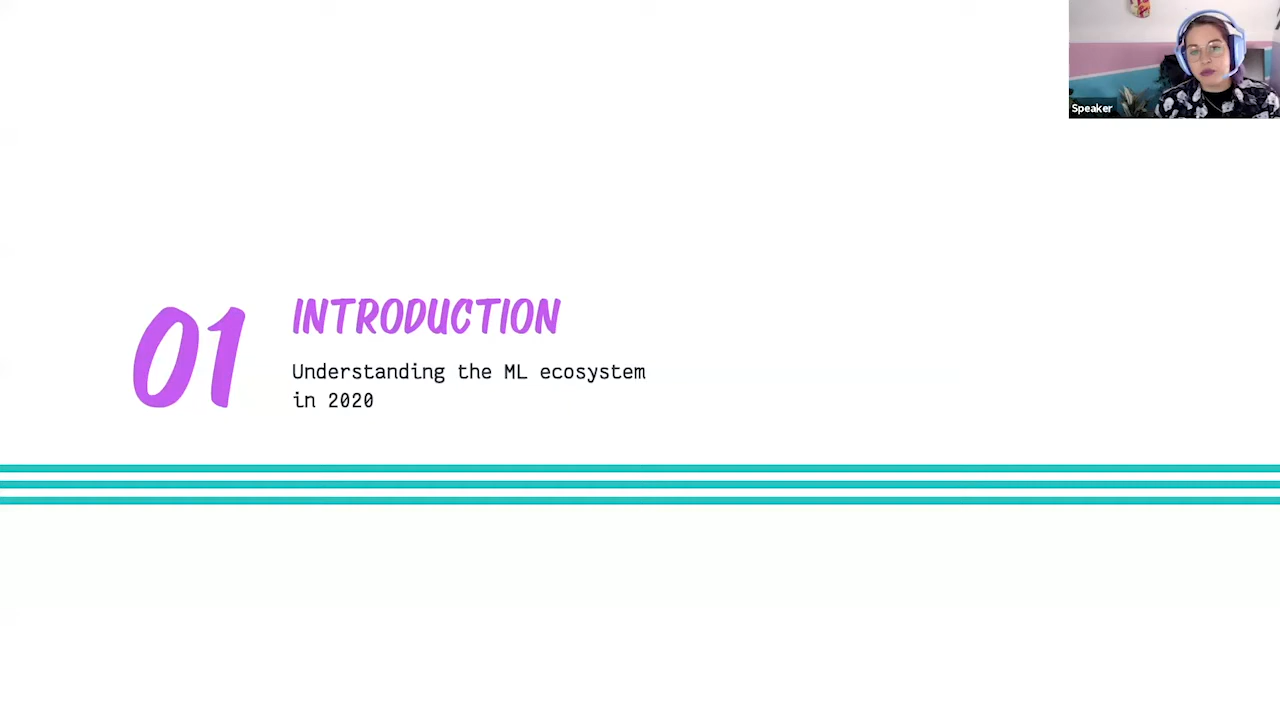 Speaker
01
INTRODUCTION
Understanding the ML ecosystem
in 2020